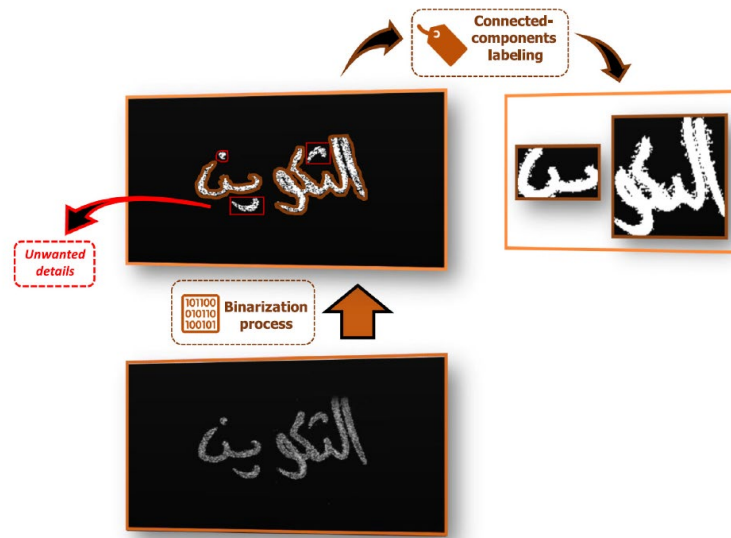 Connected-
components
labeling
التكوين
Unwanted
details
101100
010110
100101
Binarization
process
التكوين